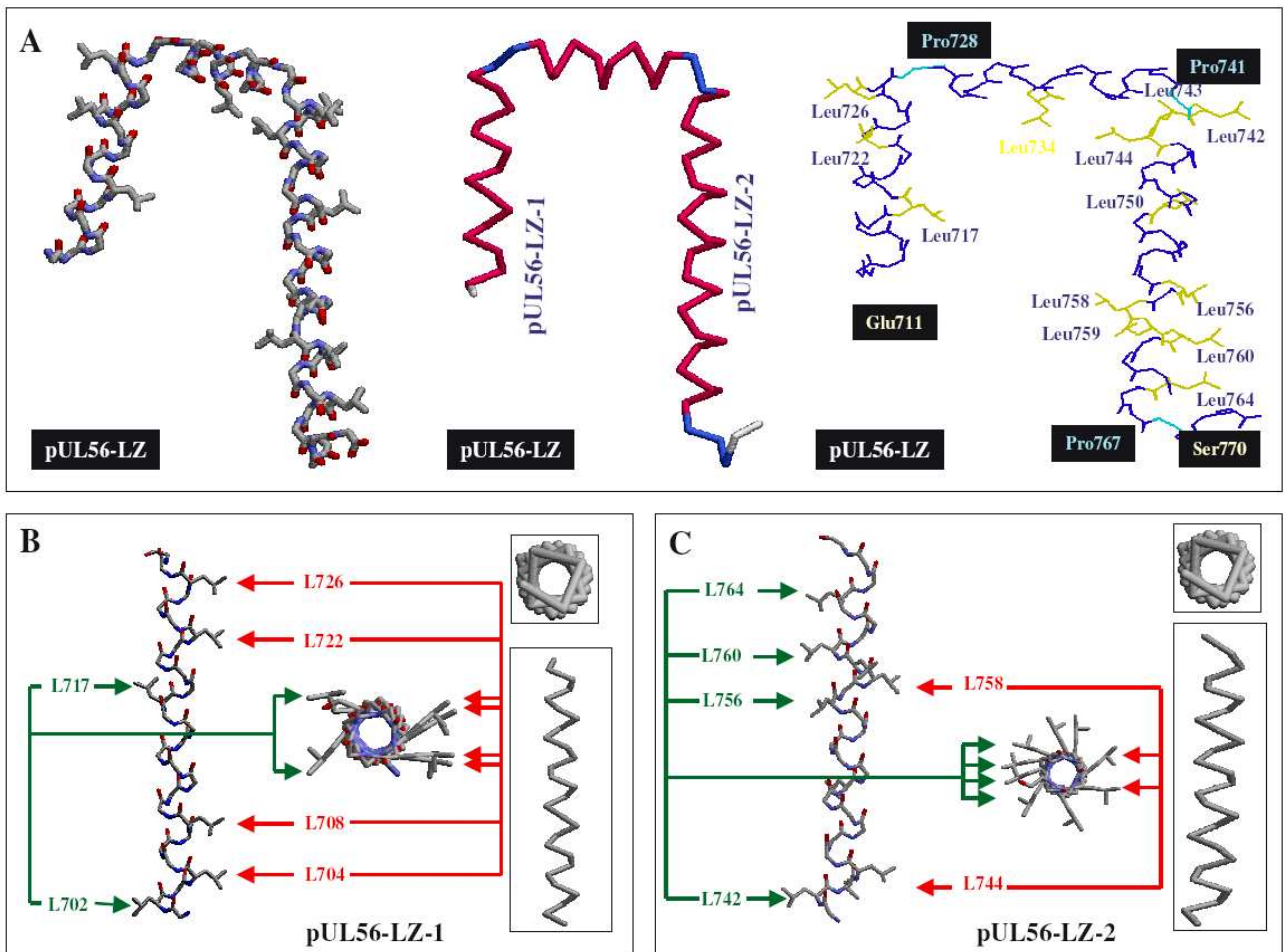 A
Pro728
Pro741
Leu743
Leu726
Leu742
Leu722
Leu734
Leu744
Leu750
Leu717
pUL56-LZ-1
pUL56-LZ-2
Glu711
Leu758
Leu756
Leu759
Leu760
Leu764
pUL56-LZ
pUL56-LZ
pUL56-LZ
Pro767
Ser770
B
L726
L722
L717
L708
L704
L702
pUL56-LZ-1
C
L764
L760
L758
L756
L744
L742
pUL56-LZ-2